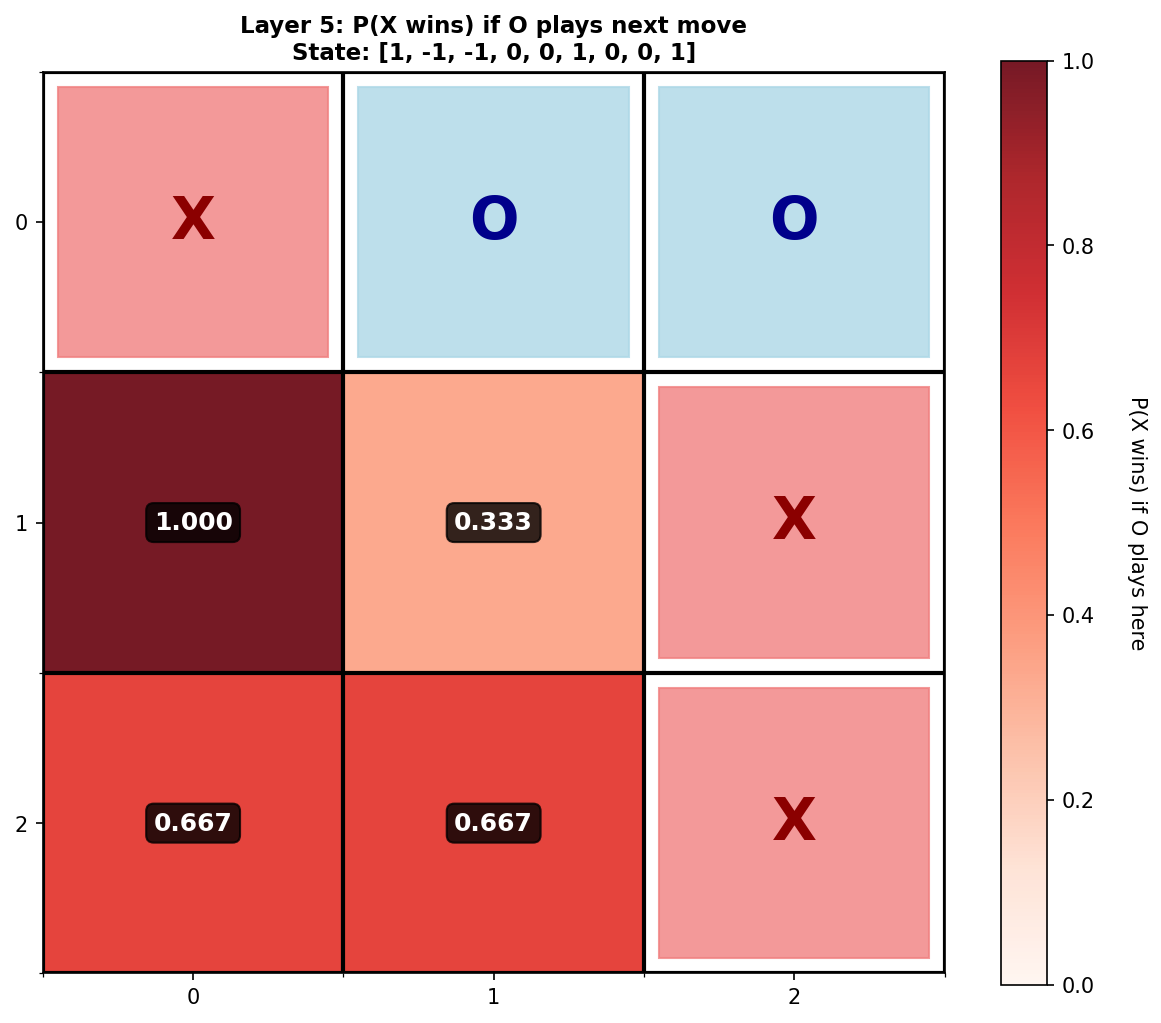 Layer 5: P(X wins) if O plays next move
State: [1, -1, -1, 0, 0, 1, 0, 0, 1]
0
X
O
O
1
1.000
0.333
X
2
0.667
0.667
X
0
1
2
1.0
0.8
0.6
0.4
0.2
0.0
P(X wins) if O plays here